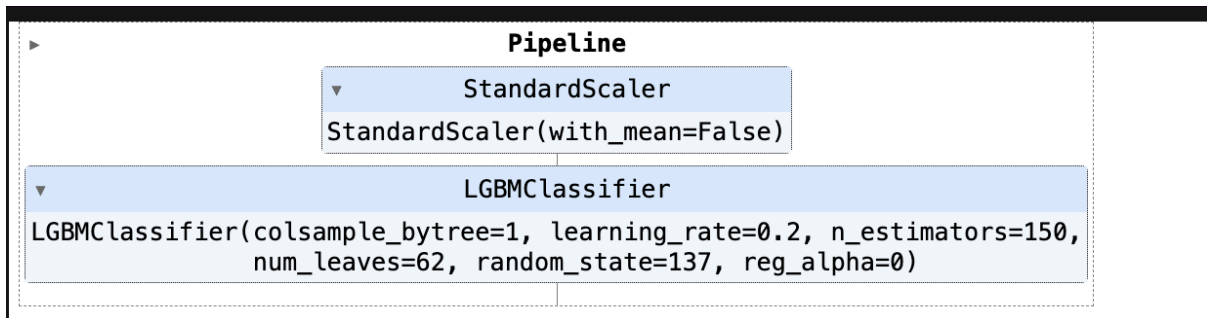 Pipeline
StandardScaler
StandardScaler(with_mean=False)
LGBMClassifier
LGBMClassifier(colsample_bytree=1, learning_rate=0.2, n_estimators=150,
num_leaves=62, random_state=137, reg_alpha=0)